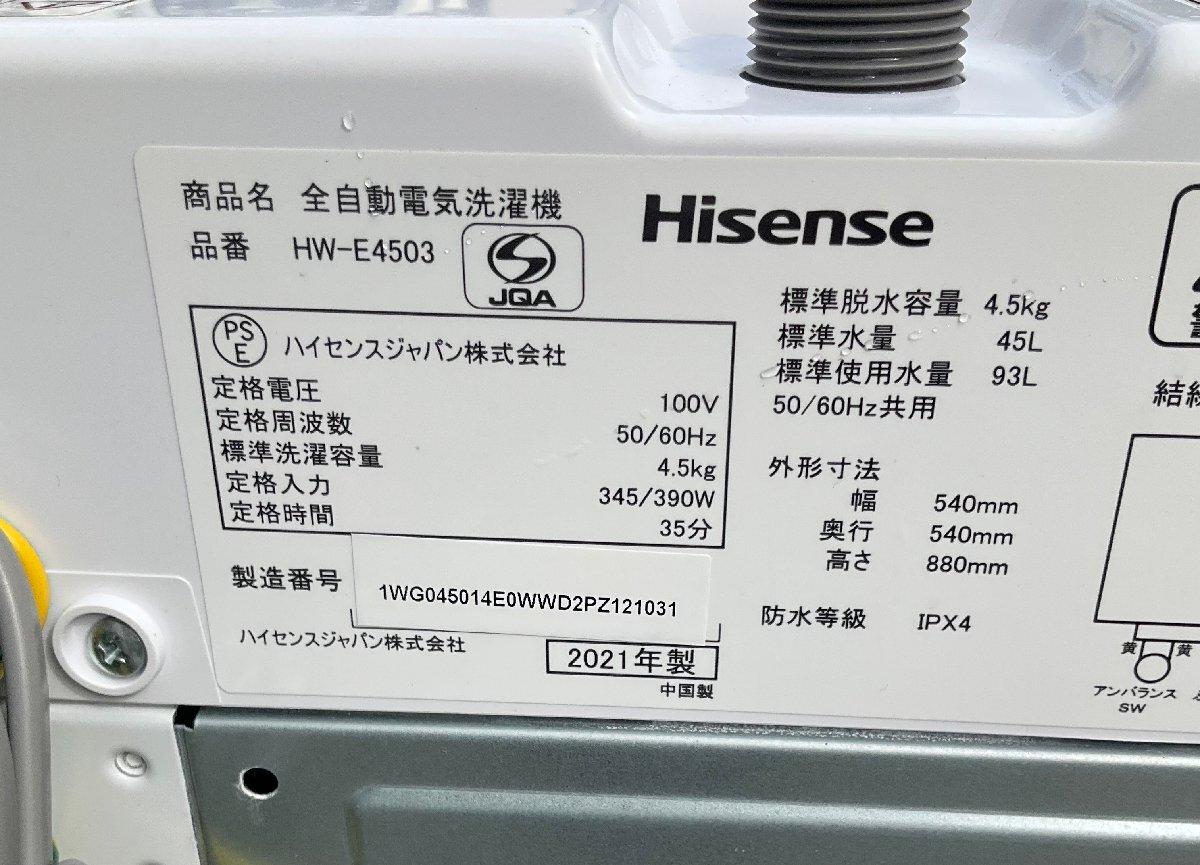 商品名 全自動電気洗濯機
品番 HW-E4503
JQA
Hisense
PS
E
ハイセンスジャパン株式会社
定格電圧 100V
定格周波数 50/60Hz
標準洗濯容量 4.5kg
定格入力 345/390W
定格時間 35分
製造番号 1WG045014E0WWD2PZ121031
ハイセンスジャパン株式会社
2021年製
中国製
標準脱水容量 4.5kg
標準水量 45L
標準使用水量 93L
50/60Hz共用
外形寸法
幅 540mm
奥行 540mm
高さ 880mm
防水等級 IPX4
結線
黄 黄
アンバランス
SW